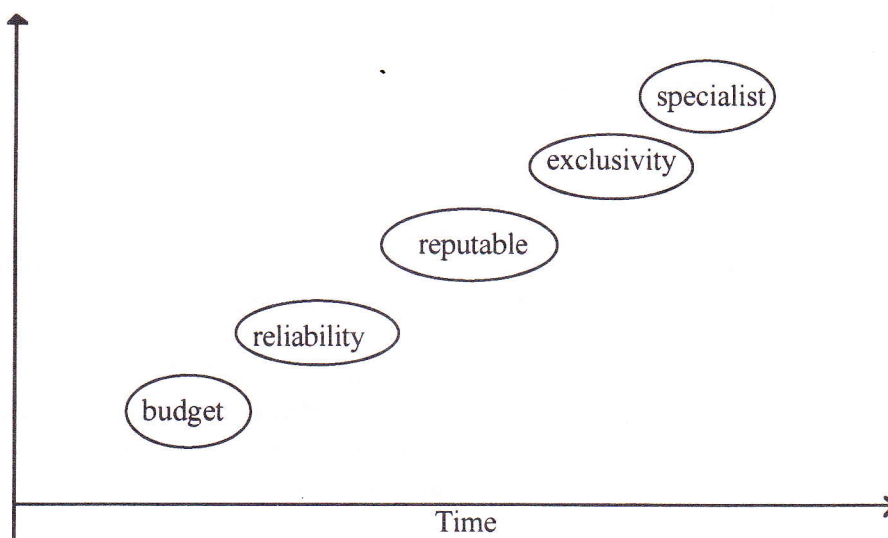 specialist
exclusivity
reputable
reliability
budget
Time